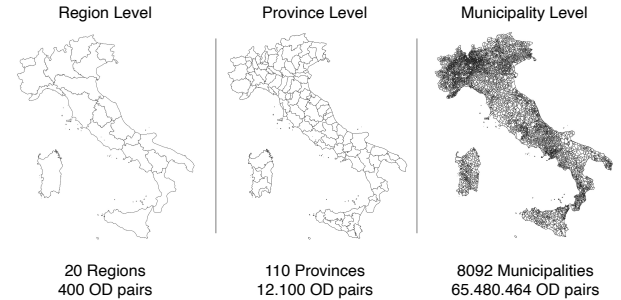 Region Level
Province Level
Municipality Level
20 Regions
400 OD pairs
110 Provinces
12.100 OD pairs
8092 Municipalities
65.480.464 OD pairs